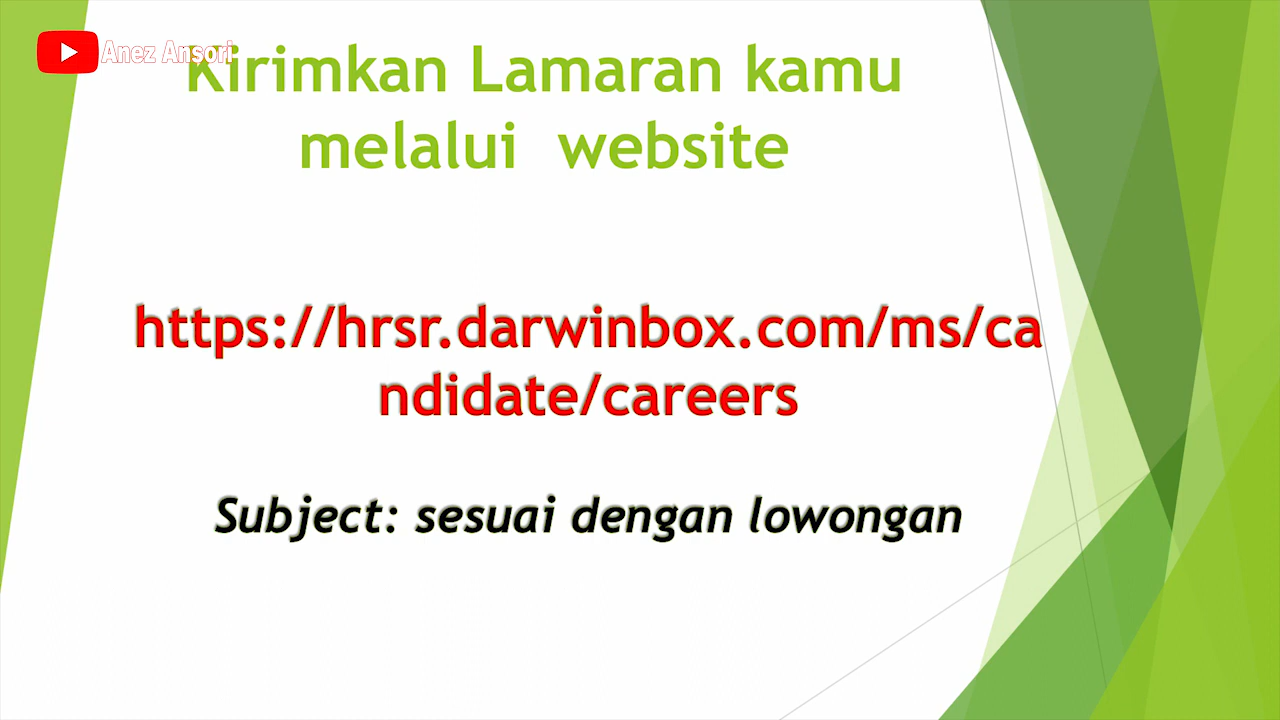 Anez Ansori
Kirimkan Lamaran kamu
melalui website
https://hrsr.darwinbox.com/ms/ca
ndidate/careers
Subject: sesuai dengan lowongan